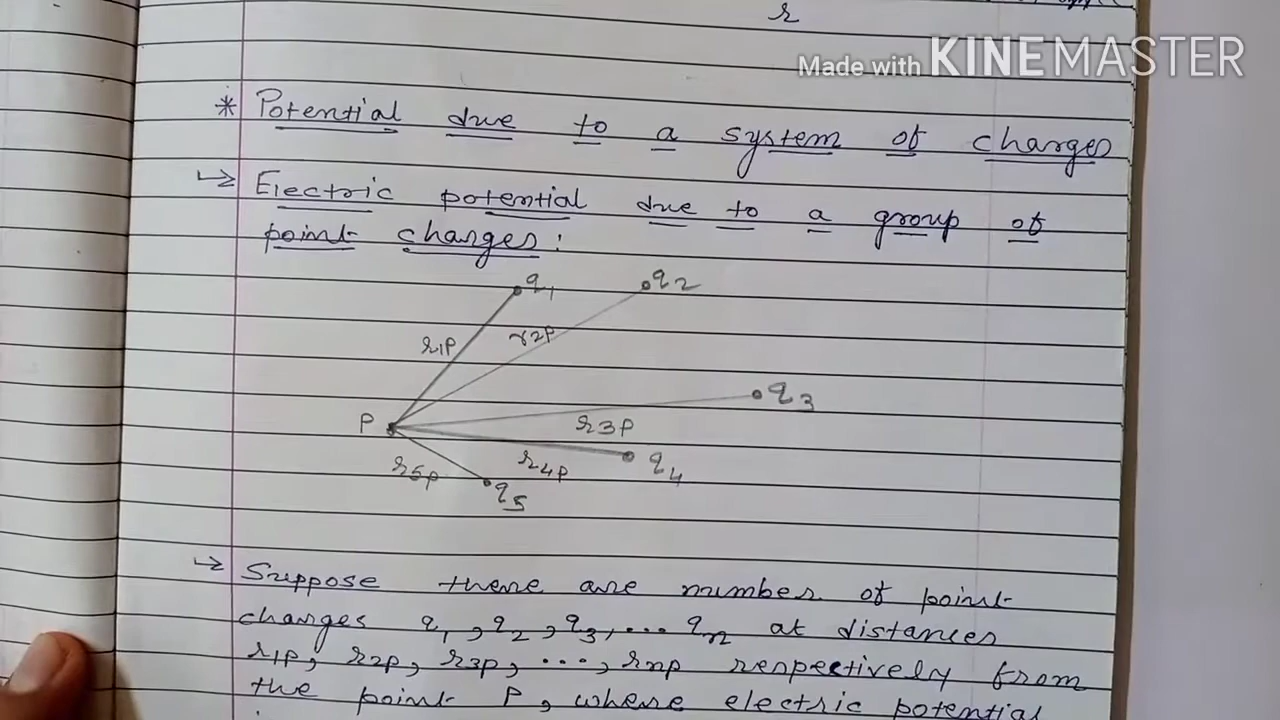 r
Made with KINEMASTER
* Potential due to a system of charges
↳ Electric potential due to a group of
point charges :
q1
q2
r1P
r2P
q3
P
r3P
r5P
r4P
q4
q5
↳ Suppose there are number of point
charges q1, q2, q3, ... qn at distances
r1P, r2P, r3P, ..., rnP respectively from
the point P, where electric potential